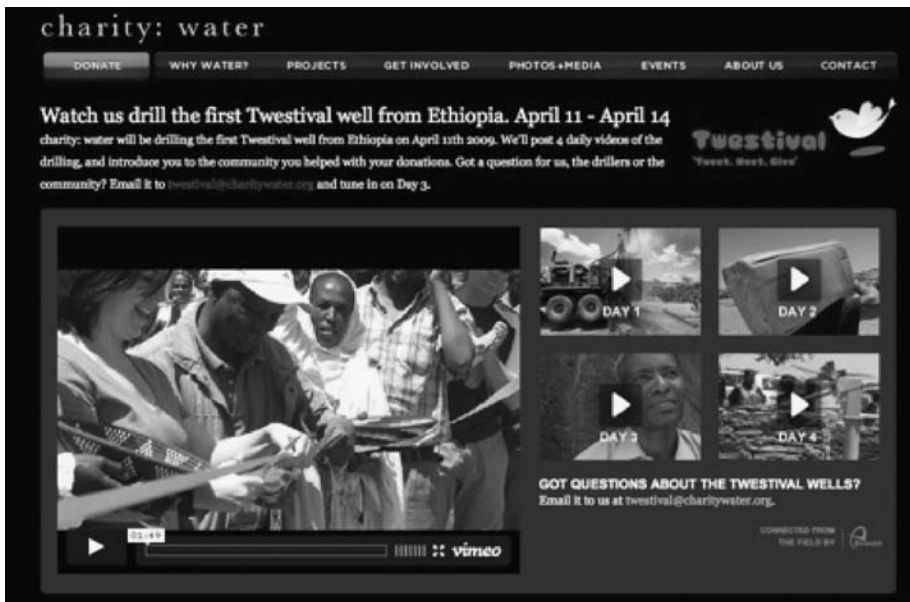 charity: water
DONATE WHY WATER? PROJECTS GET INVOLVED PHOTOS+MEDIA EVENTS ABOUT US CONTACT
Watch us drill the first Twestival well from Ethiopia. April 11 - April 14
charity: water will be drilling the first Twestival well from Ethiopia on April 11th 2009. We'll post 4 daily videos of the
drilling, and introduce you to the community you helped with your donations. Got a question for us, the drillers or the
community? Email it to twestival@charitywater.org and tune in on Day 3.
Twestival
'Tweet. Meet. Give'
DAY 1
DAY 2
DAY 3
DAY 4
01:49
vimeo
GOT QUESTIONS ABOUT THE TWESTIVAL WELLS?
Email it to us at twestival@charitywater.org.
CONNECTED FROM
THE FIELD BY